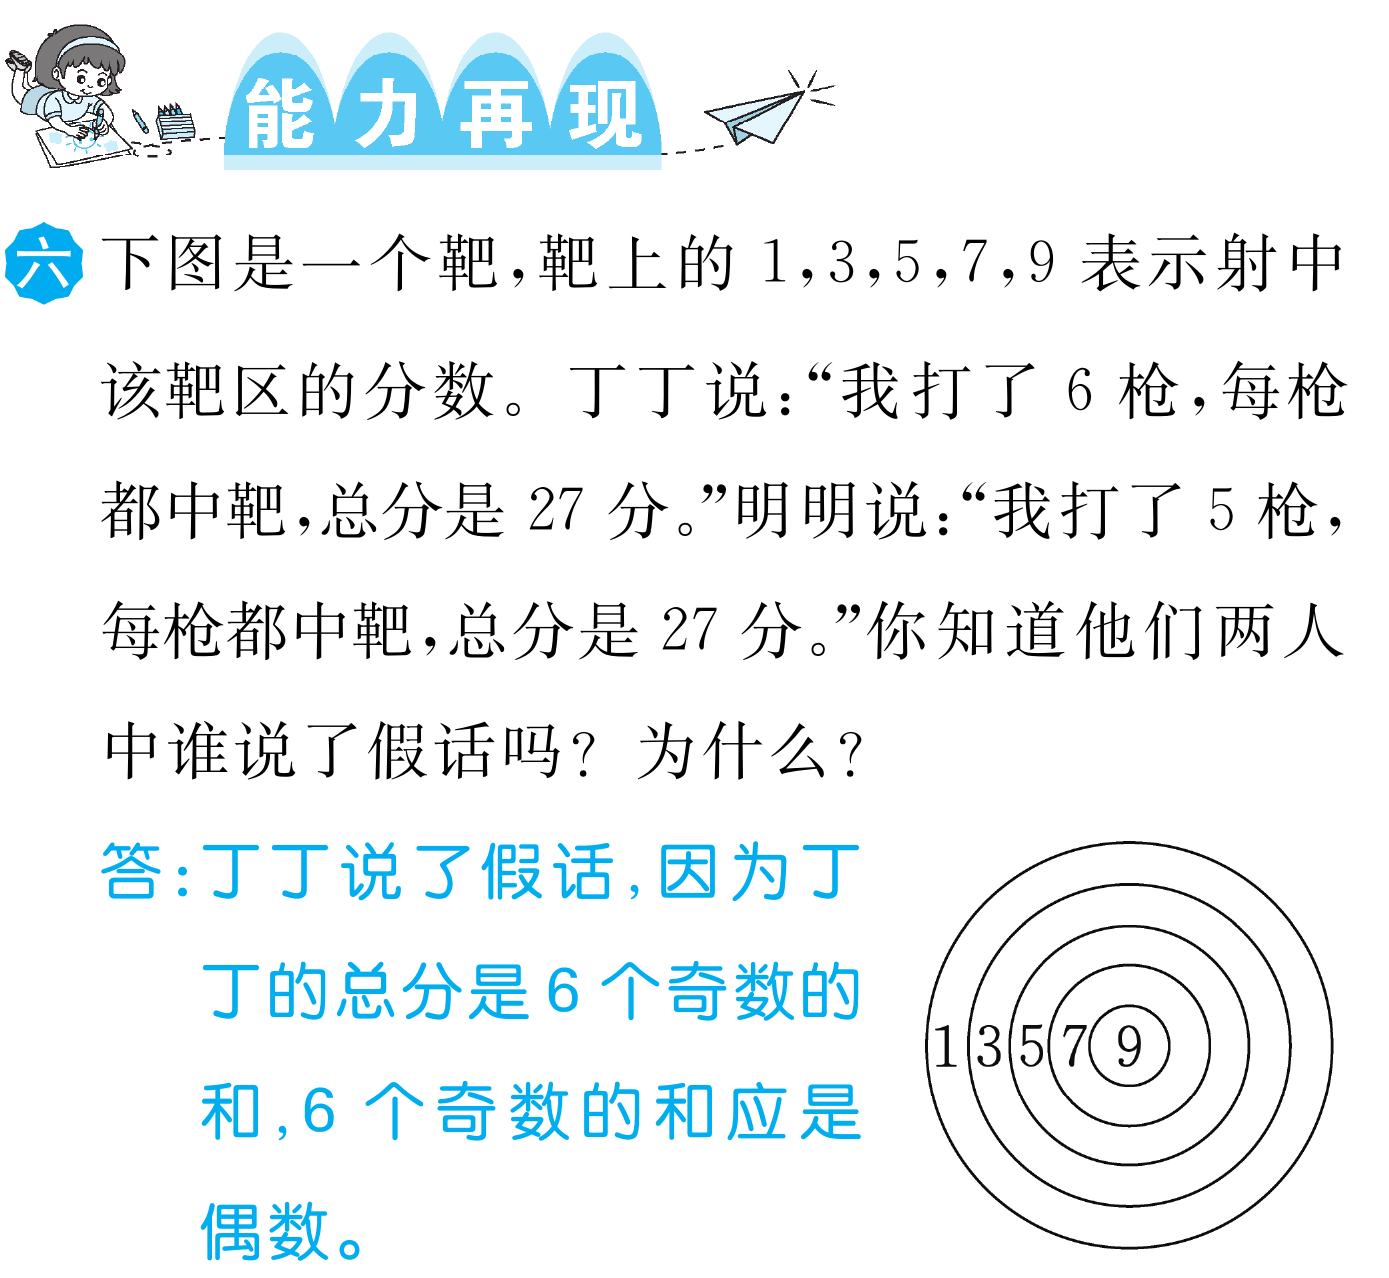 能力再现
六 下图是一个靶,靶上的 1,3,5,7,9 表示射中
该靶区的分数。丁丁说:“我打了 6 枪,每枪
都中靶,总分是 27 分。”明明说:“我打了 5 枪,
每枪都中靶,总分是 27 分。”你知道他们两人
中谁说了假话吗? 为什么?
答:丁丁说了假话,因为丁
丁的总分是 6 个奇数的
和,6 个奇数的和应是
偶数。
1 3 5 7 9